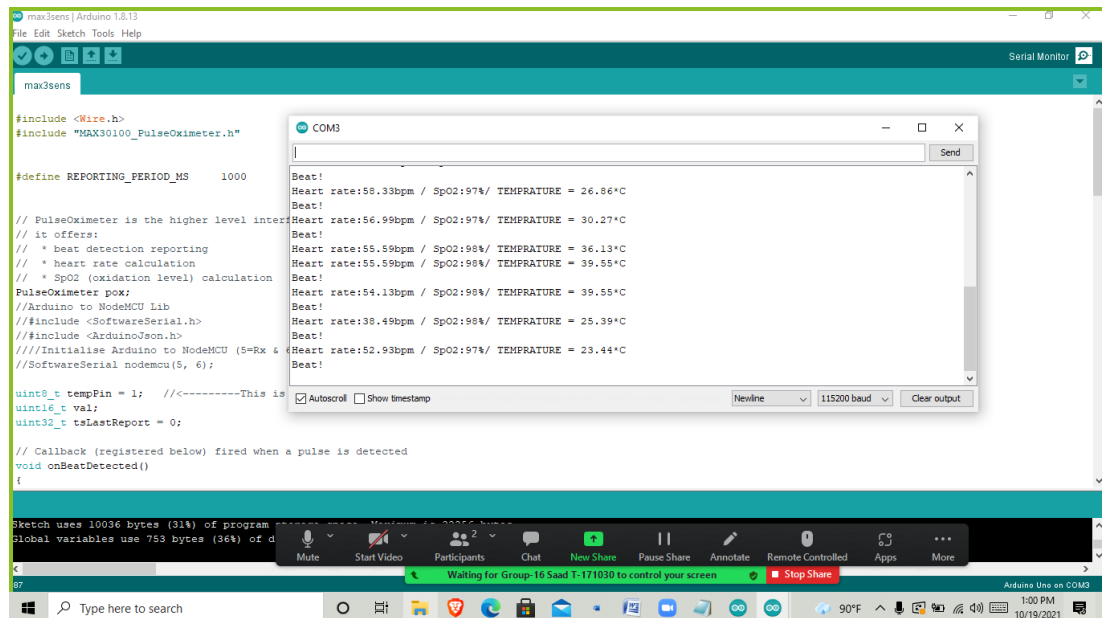 max3sens | Arduino 1.8.13
File Edit Sketch Tools Help
Serial Monitor
max3sens
#include <Wire.h>
#include "MAX30100_PulseOximeter.h"
#define REPORTING_PERIOD_MS 1000
// PulseOximeter is the higher level interf
// it offers:
// * beat detection reporting
// * heart rate calculation
// * SpO2 (oxidation level) calculation
PulseOximeter pox;
//Arduino to NodeMCU Lib
//#include <SoftwareSerial.h>
//#include <ArduinoJson.h>
////Initialise Arduino to NodeMCU (5=Rx & 6
//SoftwareSerial nodemcu(5, 6);
uint8_t tempPin = 1; //<---------This is
uint16_t val;
uint32_t tsLastReport = 0;
// Callback (registered below) fired when a pulse is detected
void onBeatDetected()
{
COM3
Send
Beat!
Heart rate:58.33bpm / SpO2:97%/ TEMPRATURE = 26.86*C
Beat!
Heart rate:56.99bpm / SpO2:97%/ TEMPRATURE = 30.27*C
Beat!
Heart rate:55.59bpm / SpO2:98%/ TEMPRATURE = 36.13*C
Heart rate:55.59bpm / SpO2:98%/ TEMPRATURE = 39.55*C
Beat!
Heart rate:54.13bpm / SpO2:98%/ TEMPRATURE = 39.55*C
Beat!
Heart rate:38.49bpm / SpO2:98%/ TEMPRATURE = 25.39*C
Beat!
Heart rate:52.93bpm / SpO2:97%/ TEMPRATURE = 23.44*C
Beat!
Autoscroll Show timestamp Newline 115200 baud Clear output
Sketch uses 10036 bytes (31%) of program
Global variables use 753 bytes (36%) of d
Mute Start Video Participants 2 Chat New Share Pause Share Annotate Remote Controlled Apps More
Waiting for Group-16 Saad T-171030 to control your screen Stop Share
87 Arduino Uno on COM3
Type here to search 90°F 1:00 PM
10/19/2021